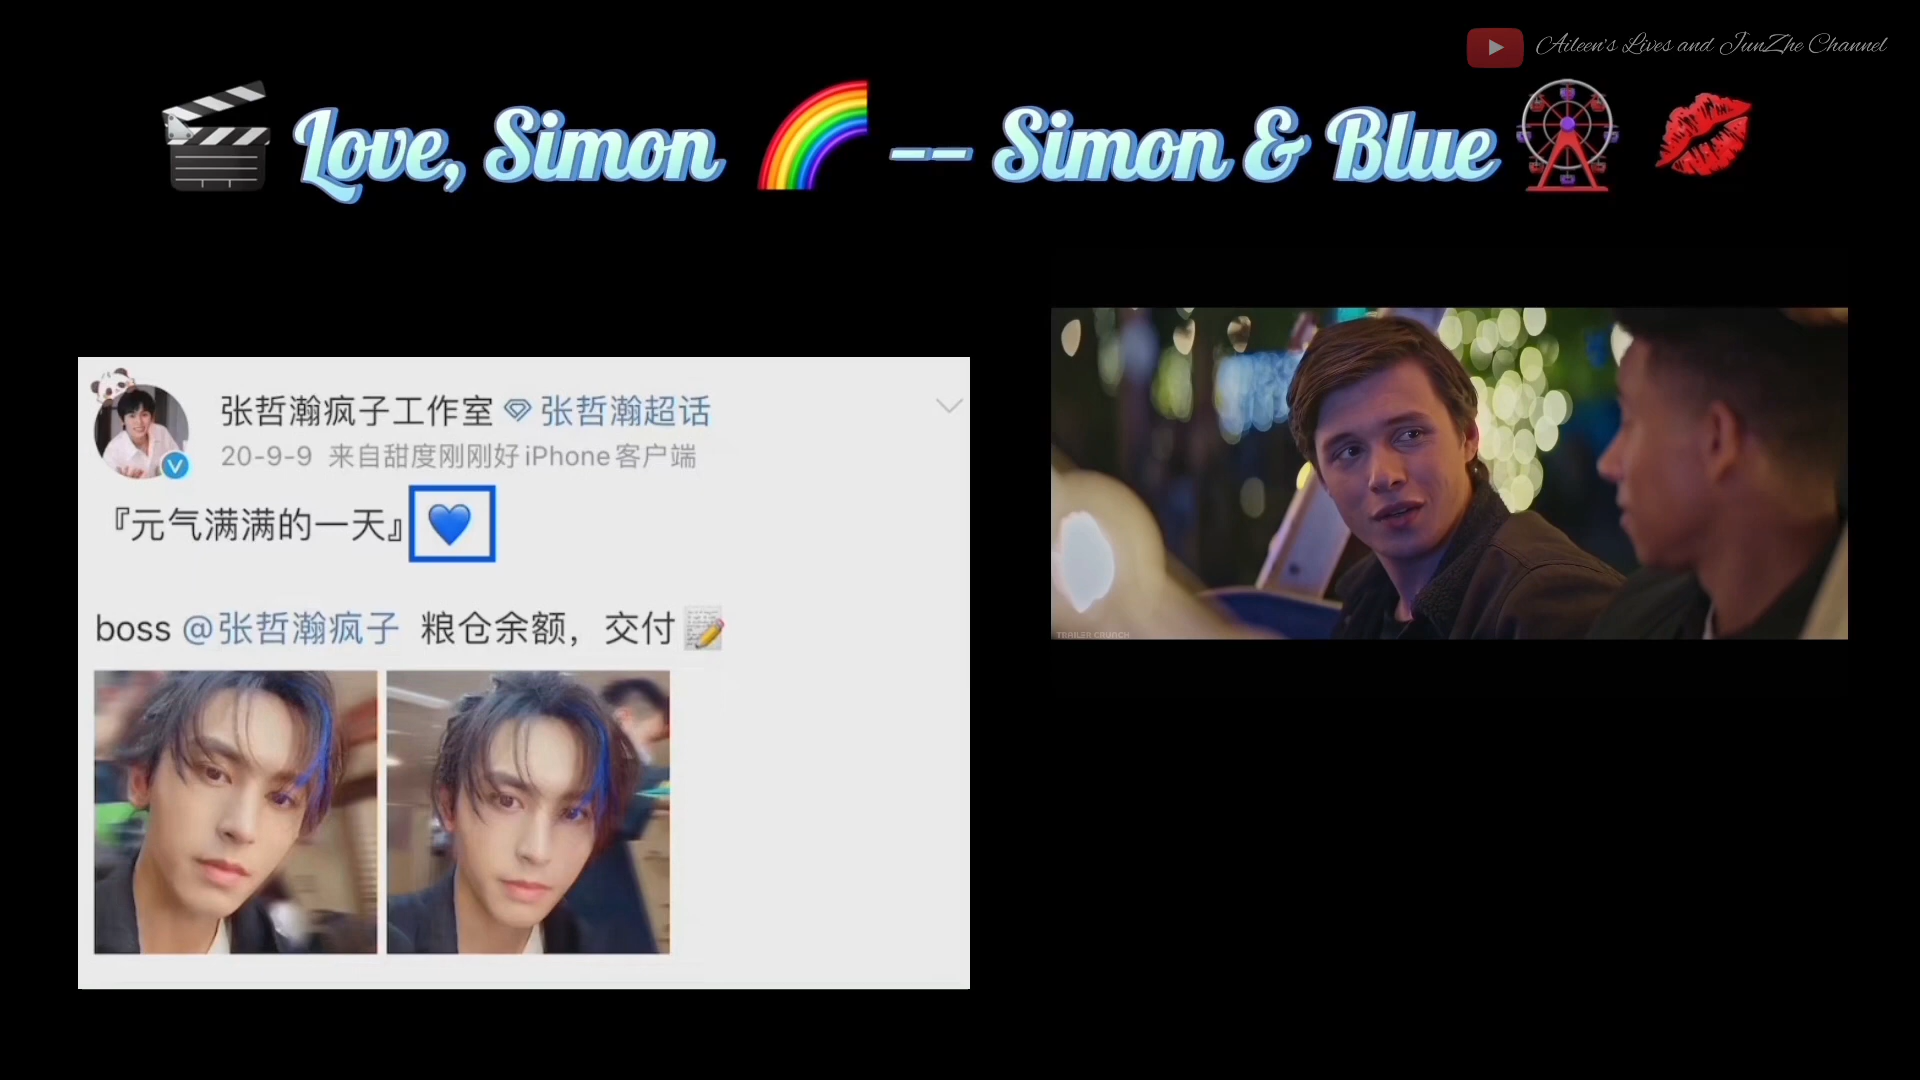 Aileen's Lives and JunZhe Channel
🎬 Love, Simon 🌈 -- Simon & Blue 🎡 💋
张哲瀚疯子工作室 张哲瀚超话
20-9-9 来自甜度刚刚好iPhone客户端
『元气满满的一天』💙
boss @张哲瀚疯子 粮仓余额，交付📝
TRAILER CRUNCH